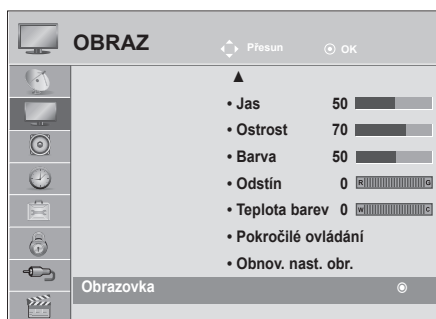 OBRAZ Přesun OK
• Jas 50
• Ostrost 70
• Barva 50
• Odstín 0 R G
• Teplota barev 0 W C
• Pokročilé ovládání
• Obnov. nast. obr.
Obrazovka